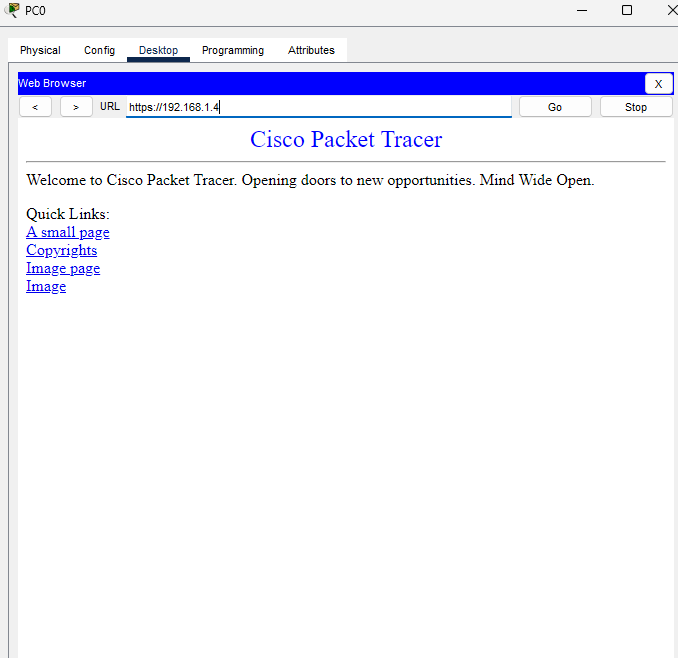 PC0
Physical Config Desktop Programming Attributes
Web Browser X
< > URL https://192.168.1.4 Go Stop
Cisco Packet Tracer
Welcome to Cisco Packet Tracer. Opening doors to new opportunities. Mind Wide Open.
Quick Links:
A small page
Copyrights
Image page
Image